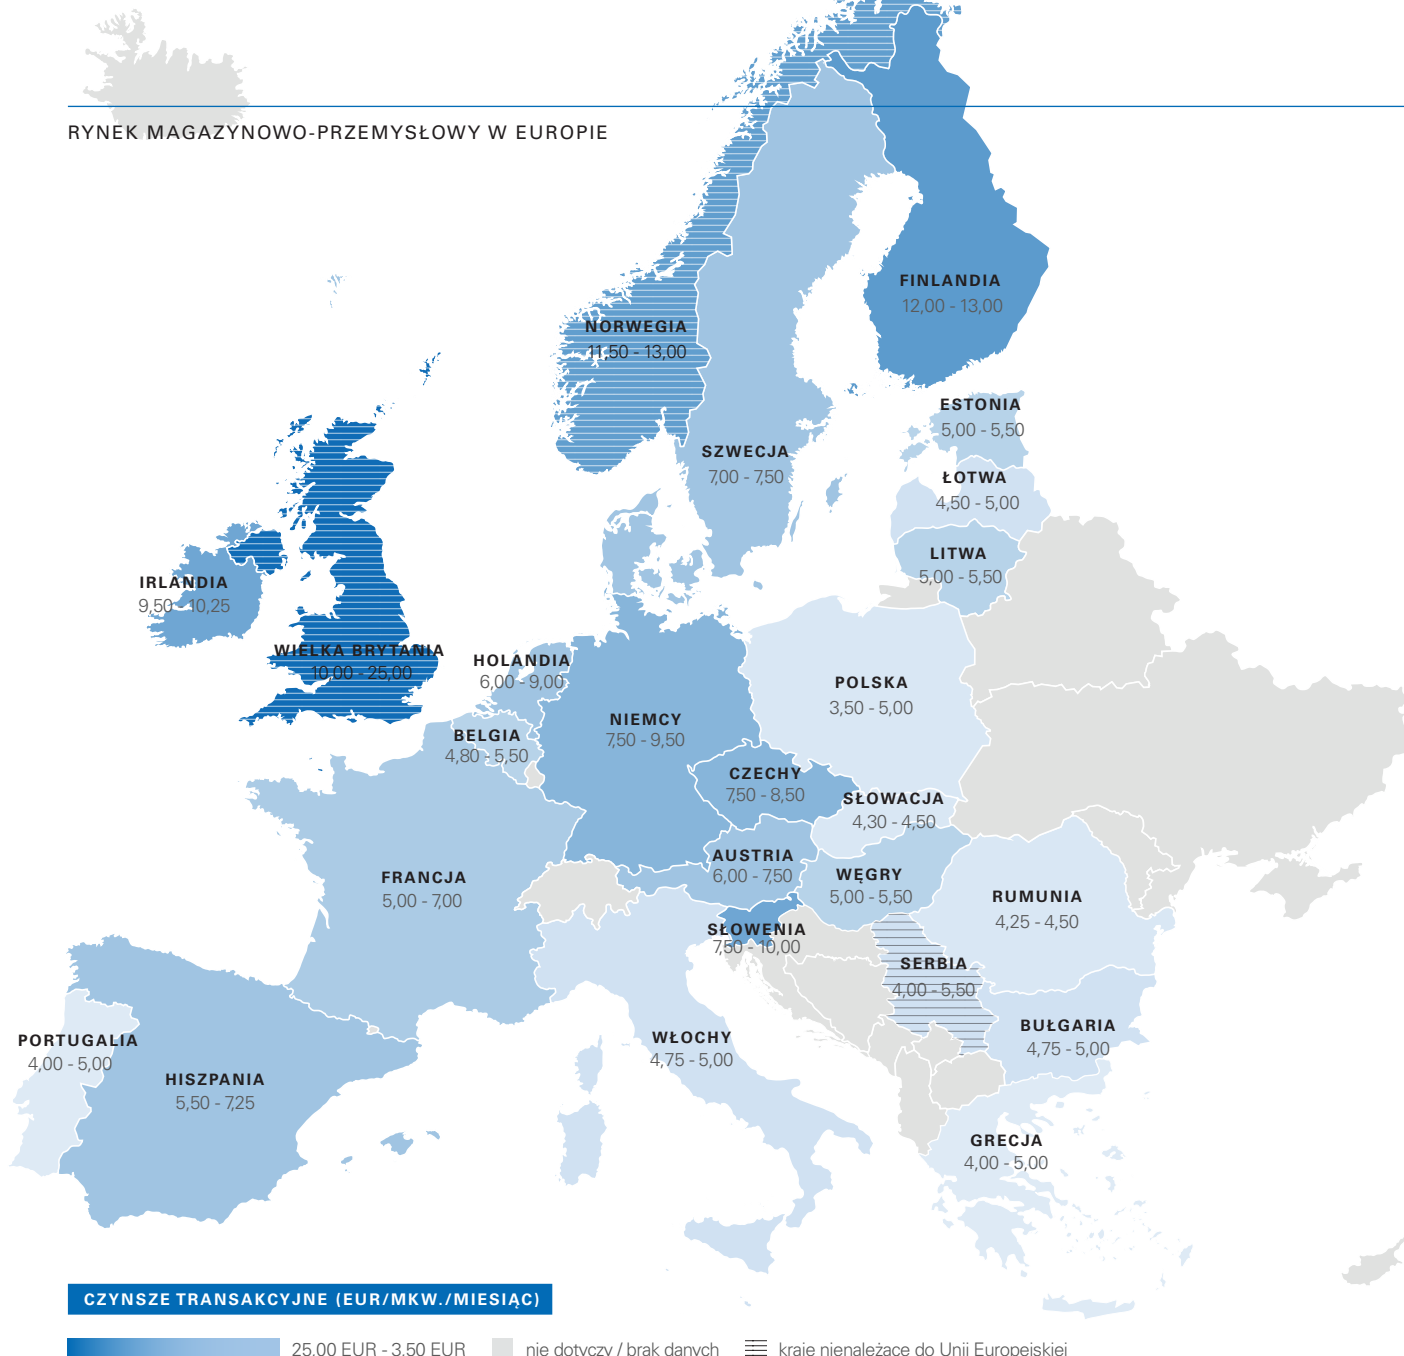 RYNEK MAGAZYNOWO-PRZEMYSŁOWY W EUROPIE
FINLANDIA
12,00 - 13,00
NORWEGIA
11,50 - 13,00
ESTONIA
5,00 - 5,50
SZWECJA
7,00 - 7,50
ŁOTWA
4,50 - 5,00
LITWA
5,00 - 5,50
IRLANDIA
9,50 - 10,25
WIELKA BRYTANIA
10,00 - 25,00
HOLANDIA
6,00 - 9,00
POLSKA
3,50 - 5,00
NIEMCY
7,50 - 9,50
BELGIA
4,80 - 5,50
CZECHY
7,50 - 8,50
SŁOWACJA
4,30 - 4,50
AUSTRIA
6,00 - 7,50
FRANCJA
5,00 - 7,00
WĘGRY
5,00 - 5,50
RUMUNIA
4,25 - 4,50
SŁOWENIA
7,50 - 10,00
SERBIA
4,00 - 5,50
BUŁGARIA
4,75 - 5,00
PORTUGALIA
4,00 - 5,00
WŁOCHY
4,75 - 5,00
HISZPANIA
5,50 - 7,25
GRECJA
4,00 - 5,00
CZYNSZE TRANSAKCYJNE (EUR/MKW./MIESIĄC)
25,00 EUR - 3,50 EUR nie dotyczy / brak danych kraje nienależące do Unii Europejskiej